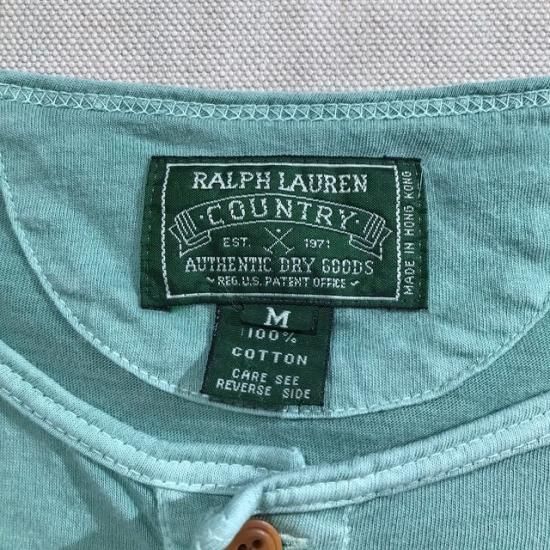 RALPH LAUREN
COUNTRY
EST. 1971
AUTHENTIC DRY GOODS
~ REG. U.S. PATENT OFFICE ~
MADE IN HONG KONG
M
100%
COTTON
CARE SEE
REVERSE SIDE